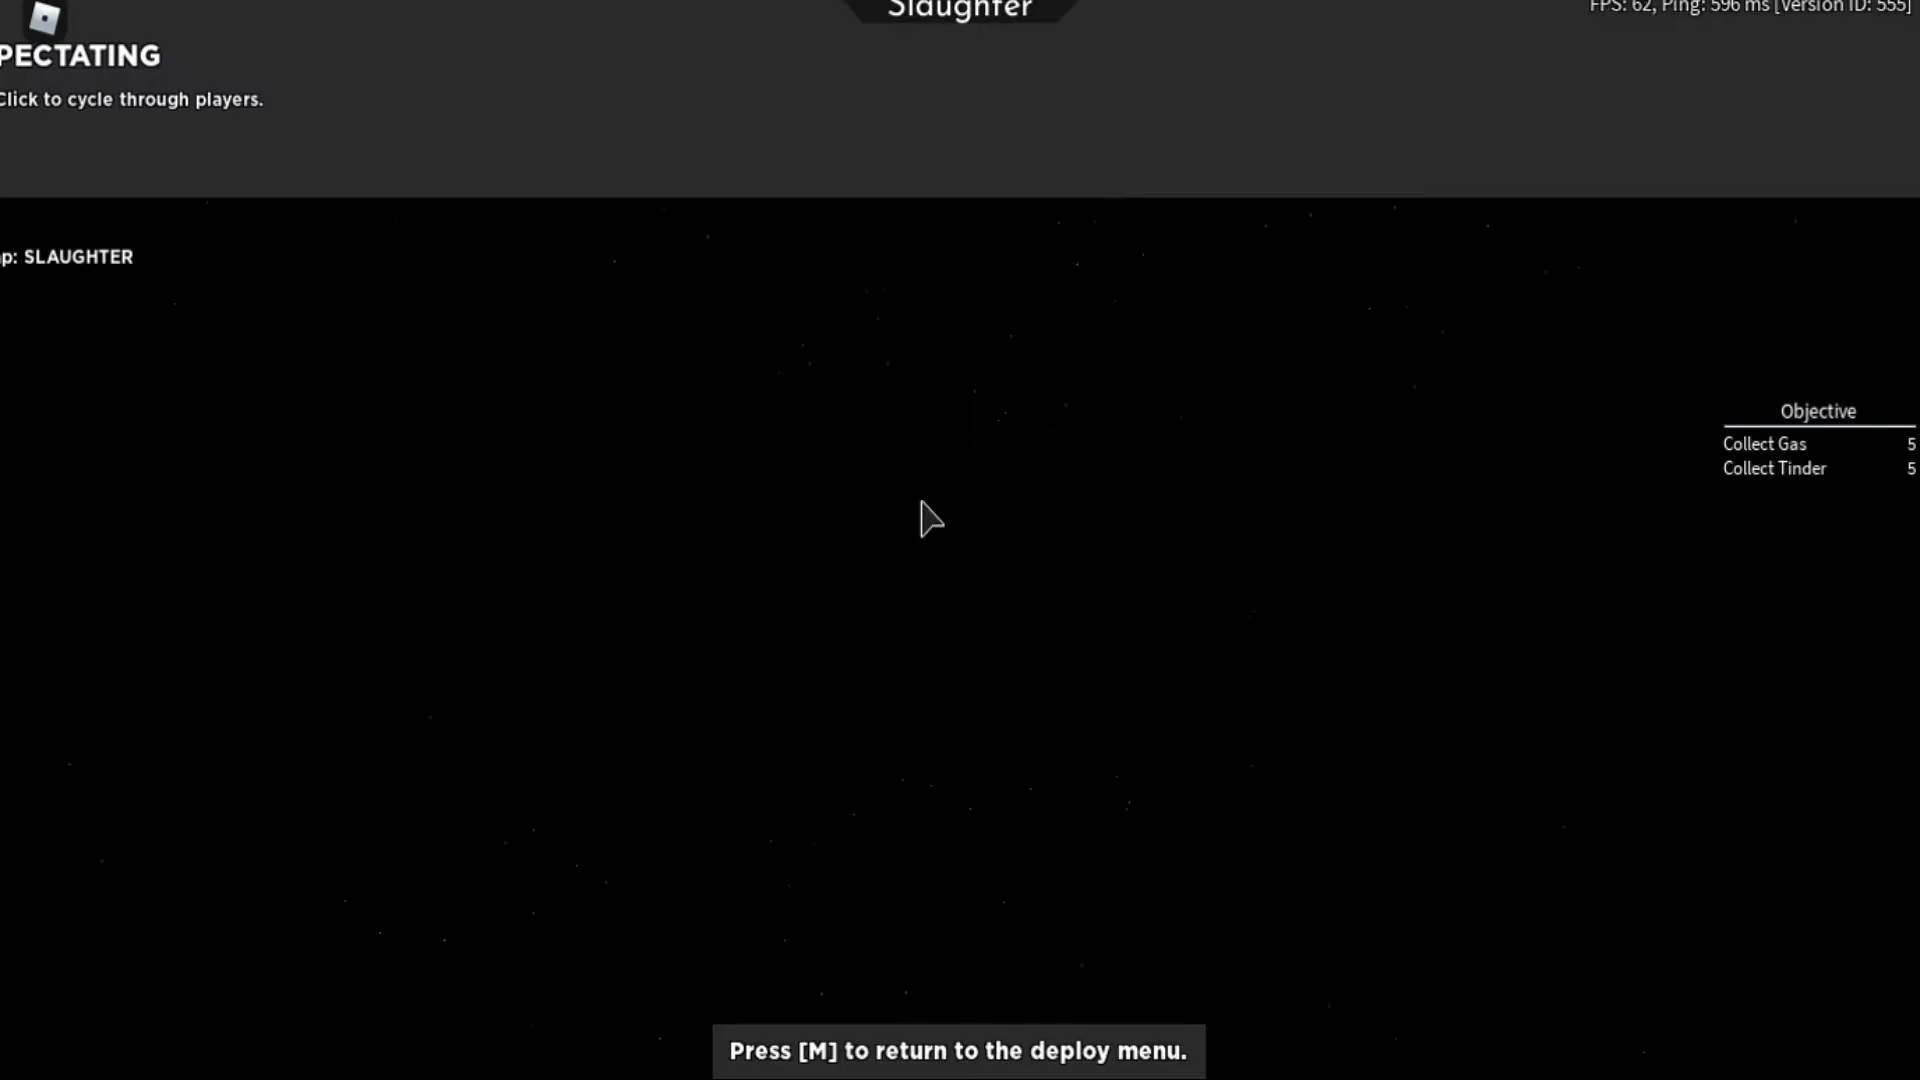 Slaughter
FPS: 62, Ping: 596 ms [Version ID: 555]
PECTATING
Click to cycle through players.
ap: SLAUGHTER
Objective
Collect Gas 5
Collect Tinder 5
Press [M] to return to the deploy menu.